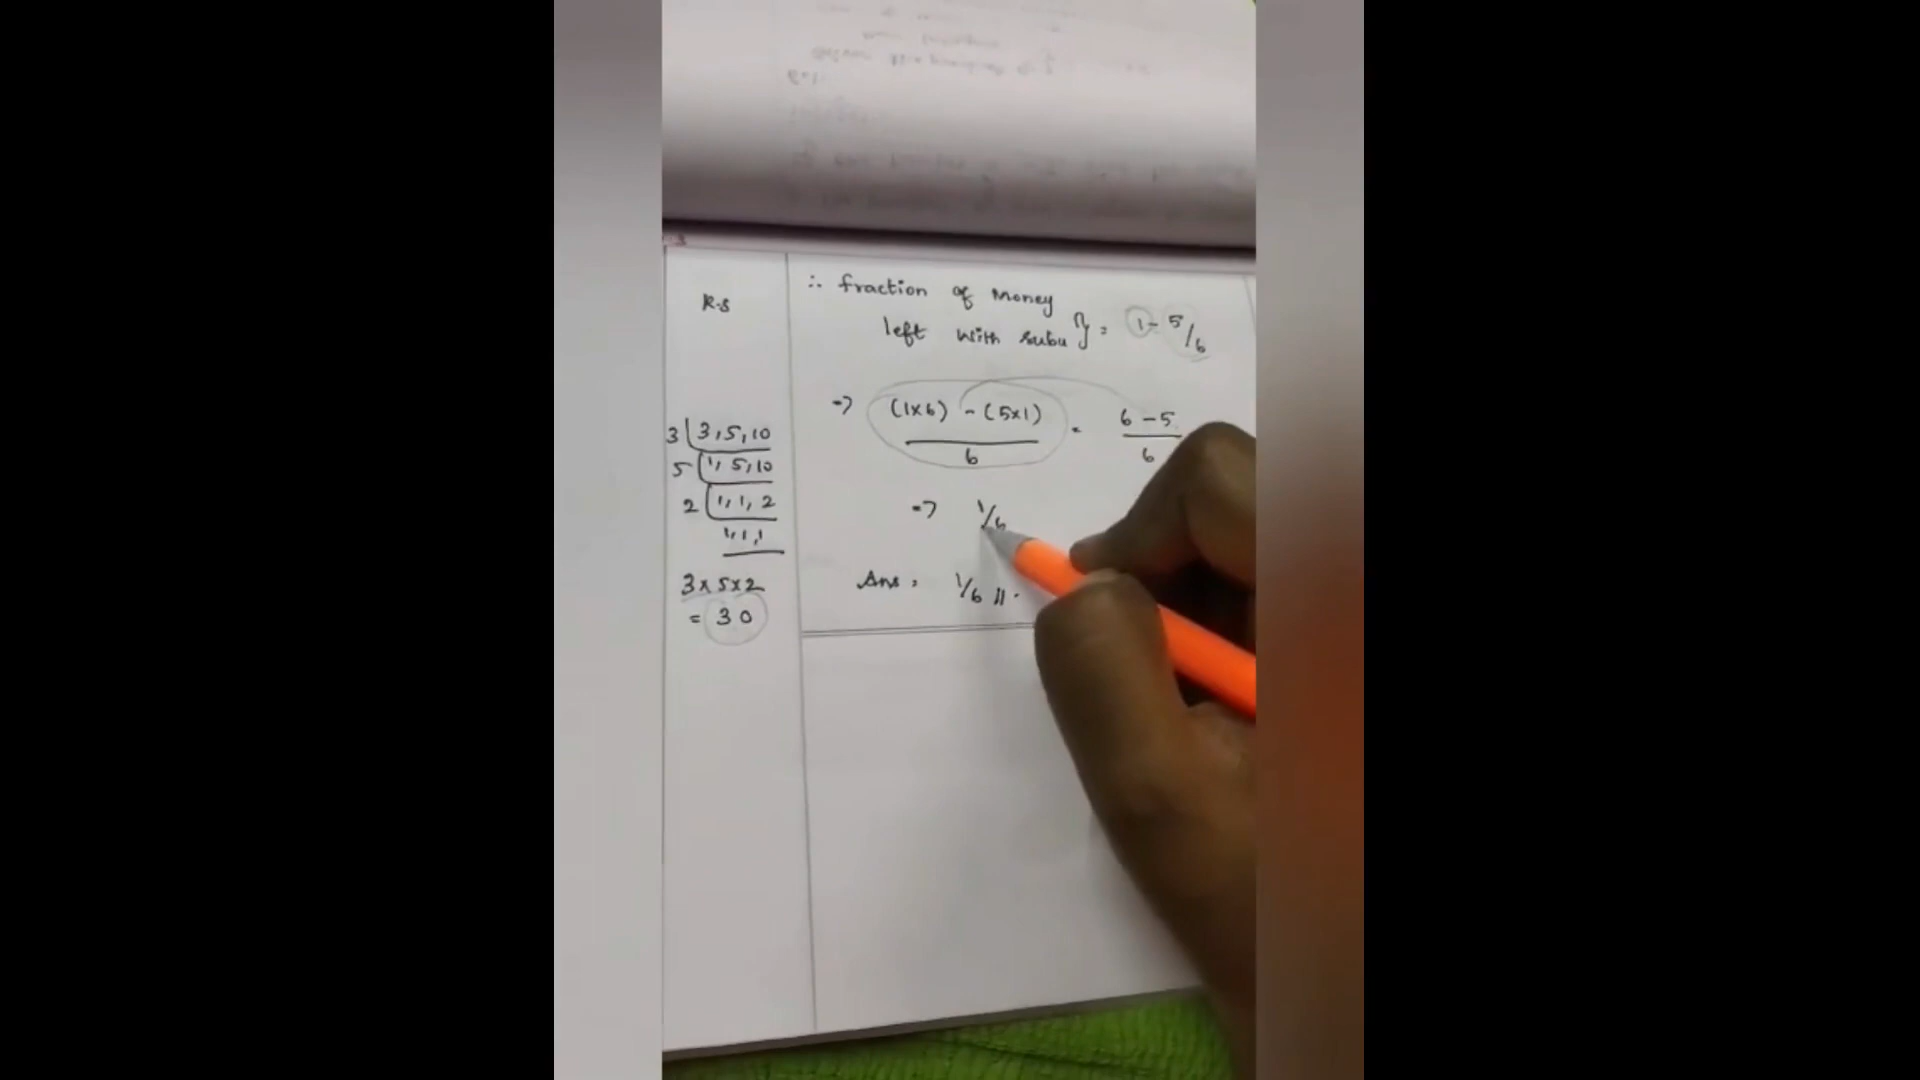 R.S
3 | 3, 5, 10
5 | 1, 5, 10
2 | 1, 1, 2
1, 1, 1
3 x 5 x 2
= 30
∴ fraction of Money
left with subu } = 1 - 5/6
=> (1x6) - (5x1) / 6 = 6 - 5 / 6
=> 1/6
Ans = 1/6 //.